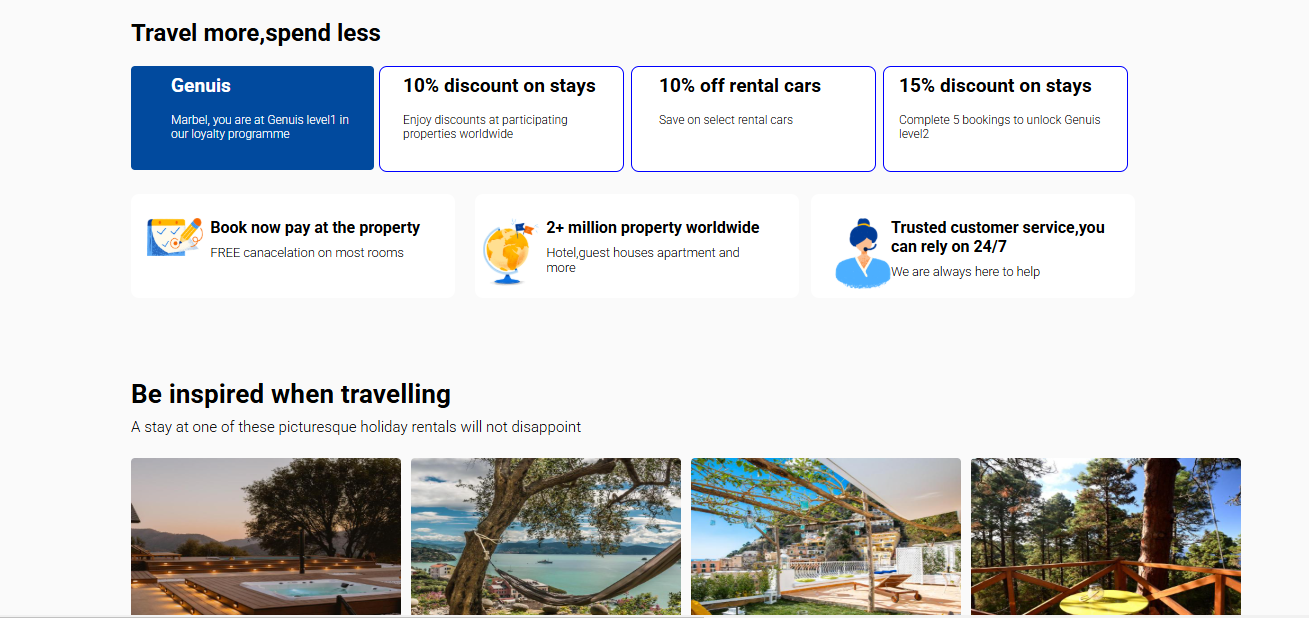 Travel more,spend less
Genuis
Marbel, you are at Genuis level1 in
our loyalty programme
10% discount on stays
Enjoy discounts at participating
properties worldwide
10% off rental cars
Save on select rental cars
15% discount on stays
Complete 5 bookings to unlock Genuis
level2
Book now pay at the property
FREE canacelation on most rooms
2+ million property worldwide
Hotel,guest houses apartment and
more
Trusted customer service,you
can rely on 24/7
We are always here to help
Be inspired when travelling
A stay at one of these picturesque holiday rentals will not disappoint